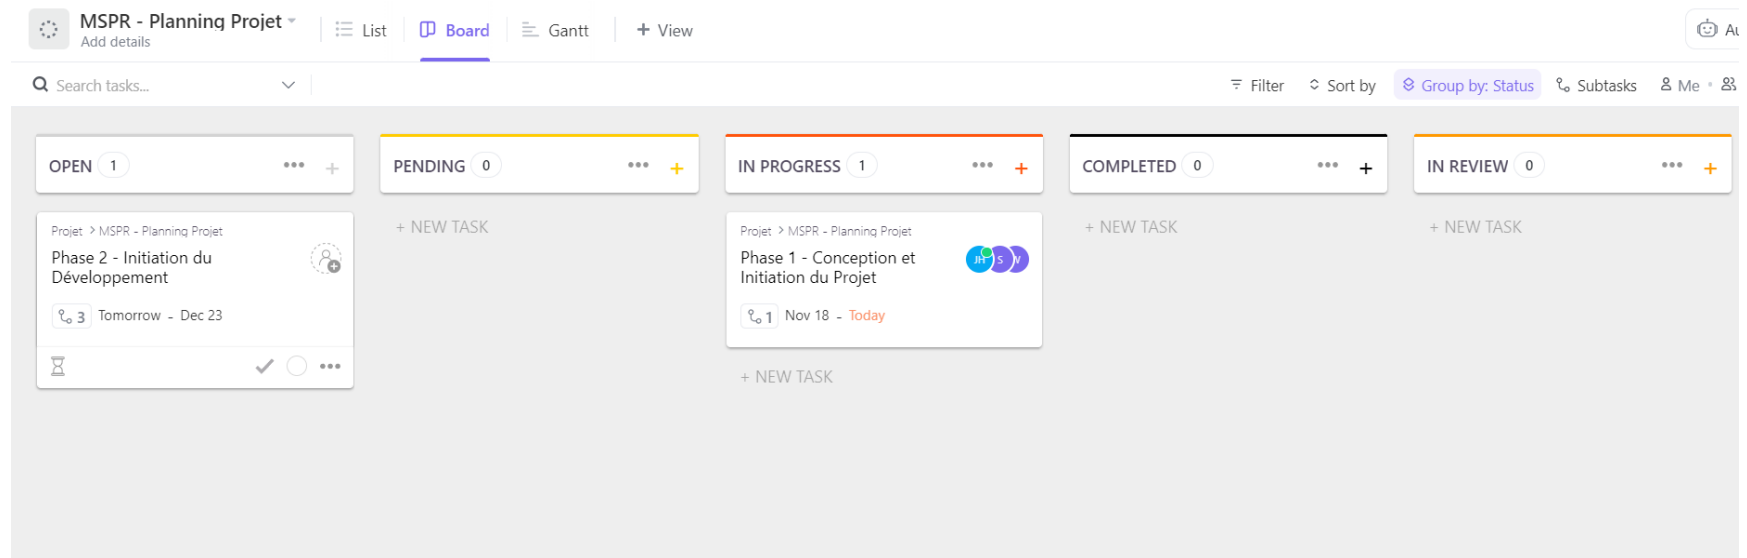 MSPR - Planning Projet
Add details
List
Board
Gantt
+ View
Au
Search tasks...
Filter
Sort by
Group by: Status
Subtasks
Me
OPEN 1
PENDING 0
IN PROGRESS 1
COMPLETED 0
IN REVIEW 0
Projet > MSPR - Planning Projet
Phase 2 - Initiation du
Développement
3 Tomorrow - Dec 23
+ NEW TASK
Projet > MSPR - Planning Projet
Phase 1 - Conception et
Initiation du Projet
JH S V
1 Nov 18 - Today
+ NEW TASK
+ NEW TASK
+ NEW TASK